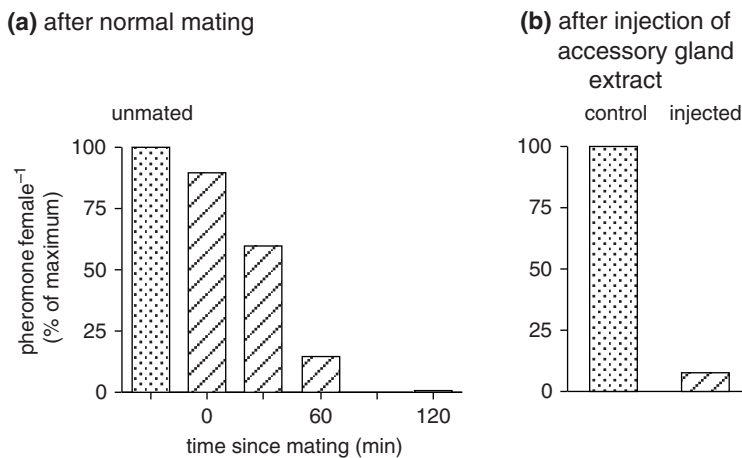 (a) after normal mating
(b) after injection of
accessory gland
extract
unmated
control injected
pheromone female⁻¹
(% of maximum)
100
75
50
25
0
0 60 120
time since mating (min)
100
75
50
25
0